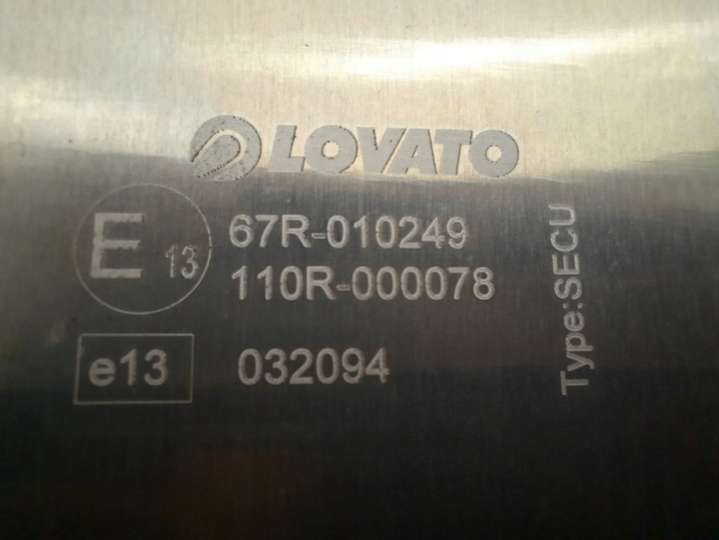 LOVATO
E 13 67R-010249
110R-000078
e13 032094
Type:SECU